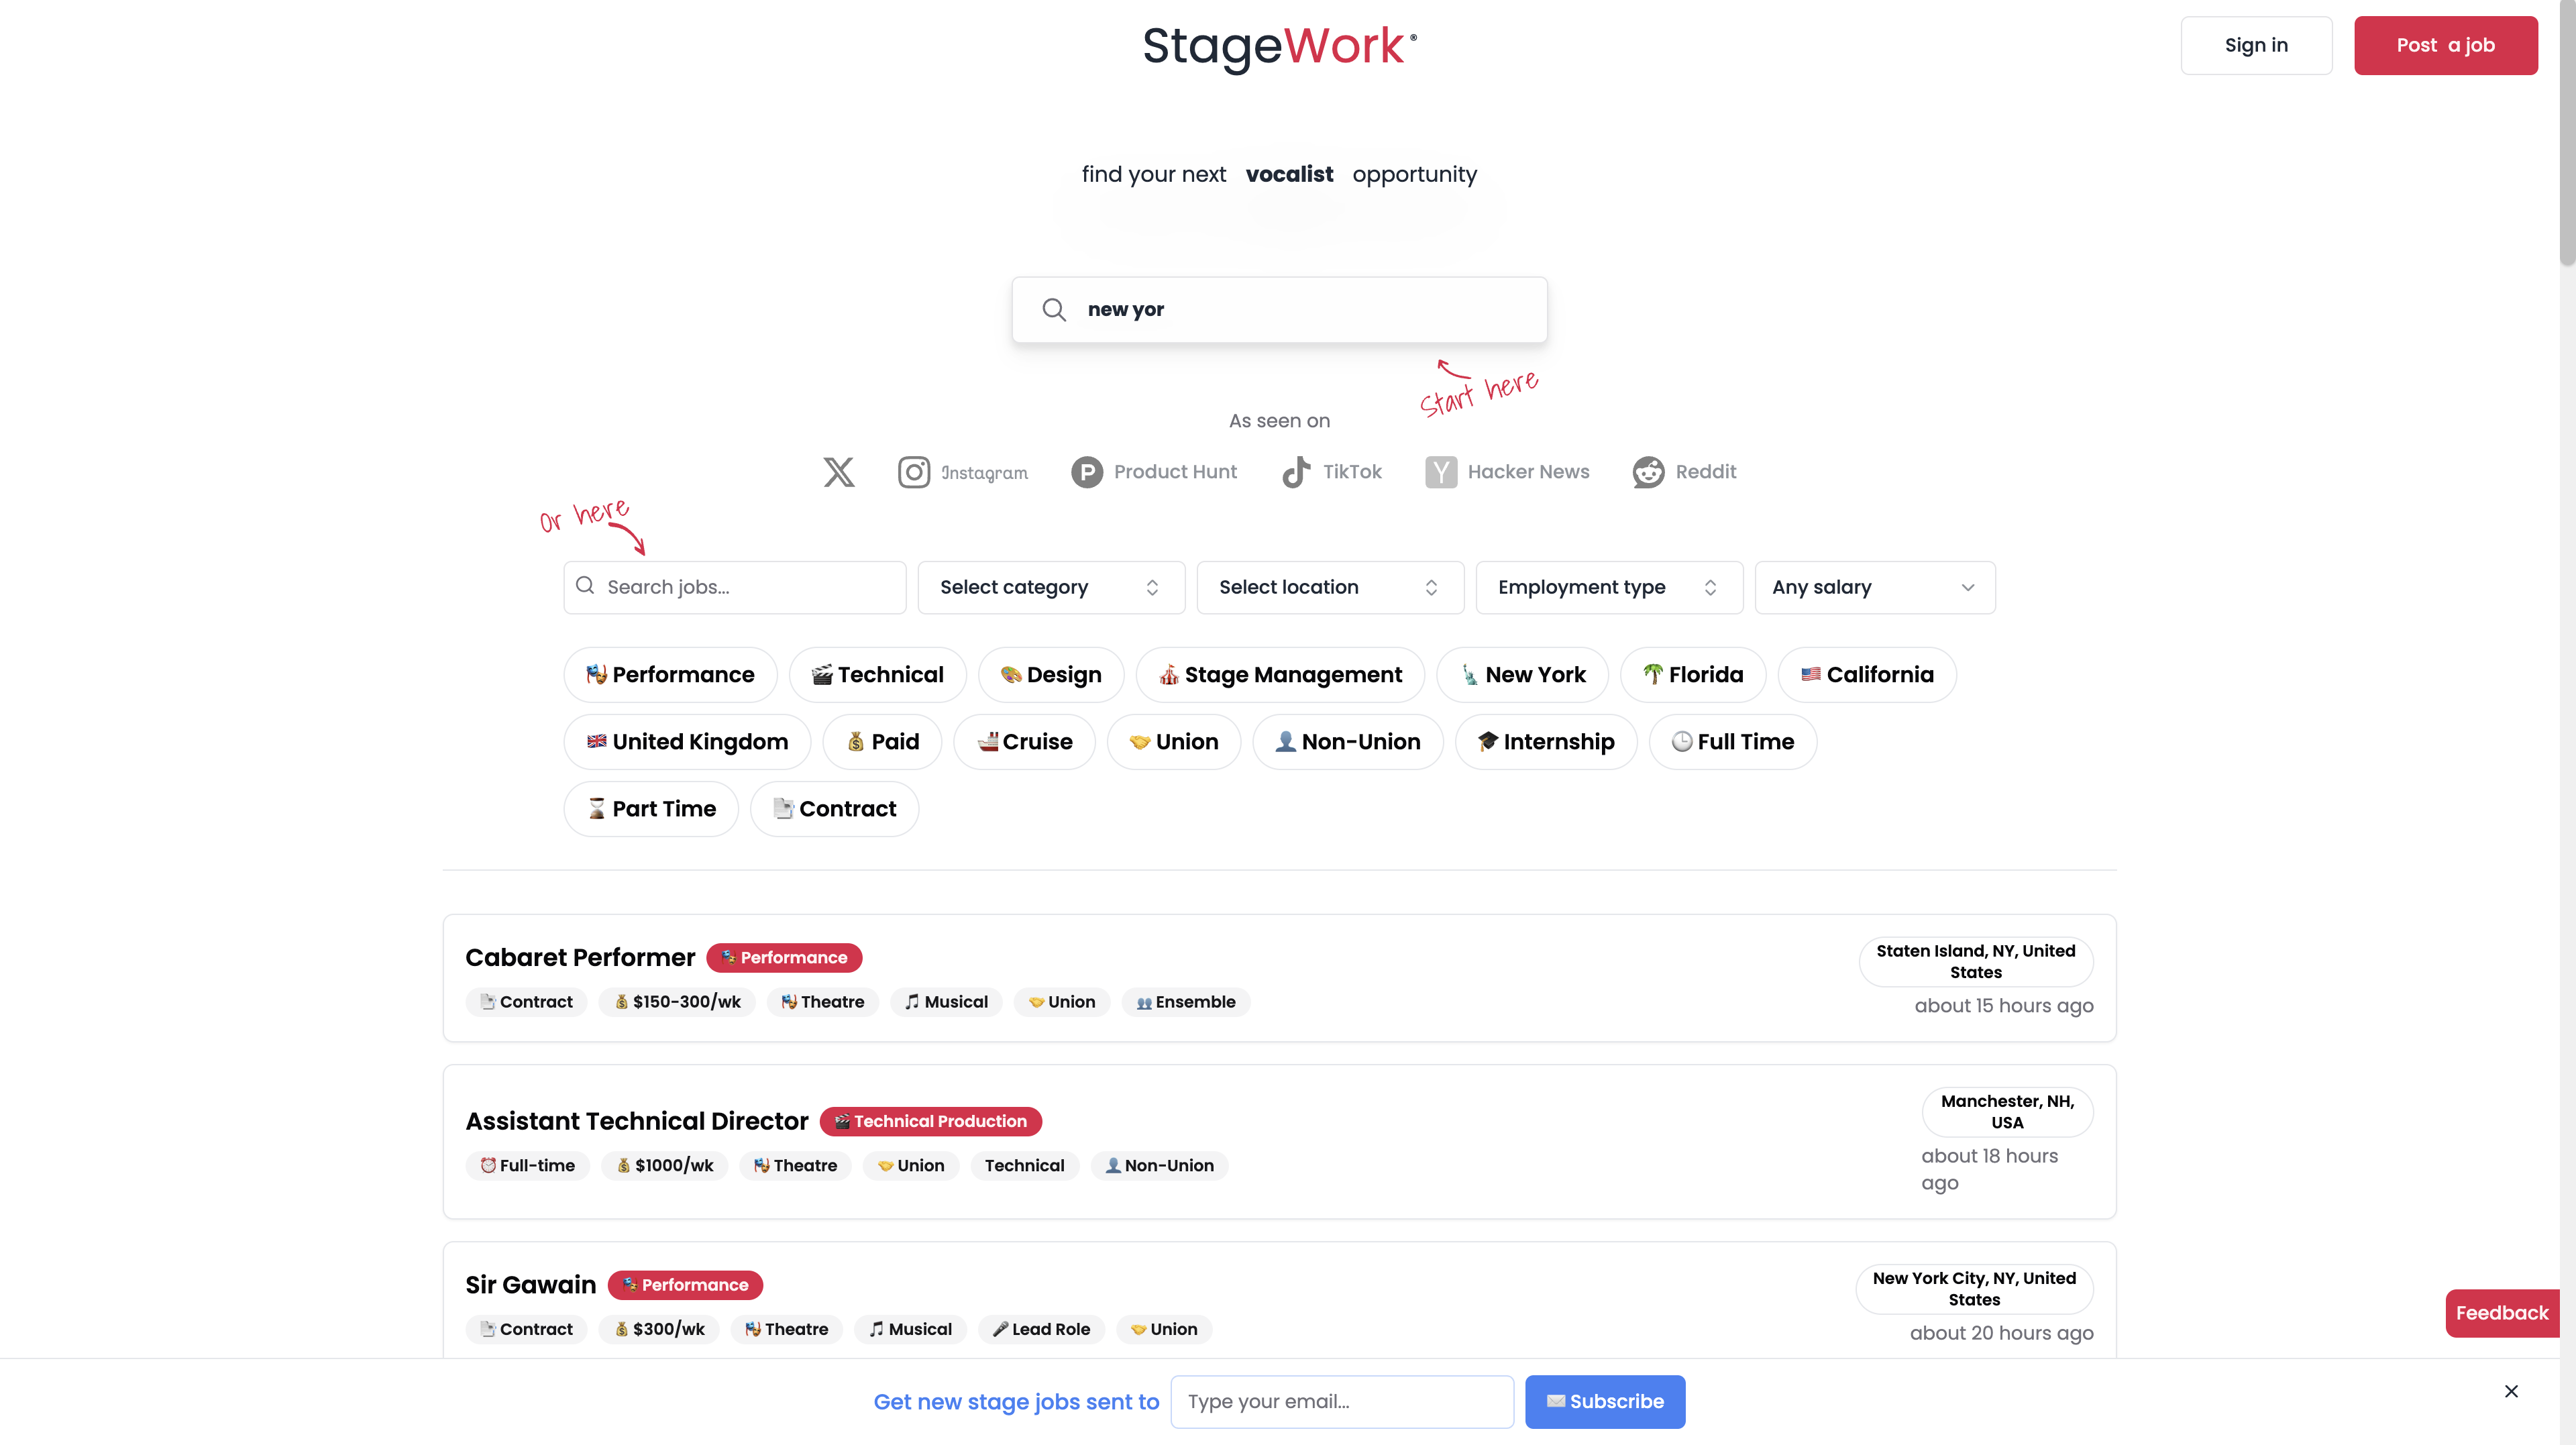 StageWork®
Sign in
Post a job
find your next vocalist opportunity
new yor
Start here
As seen on
Instagram
Product Hunt
TikTok
Hacker News
Reddit
Or here
Search jobs...
Select category
Select location
Employment type
Any salary
Performance
Technical
Design
Stage Management
New York
Florida
California
United Kingdom
Paid
Cruise
Union
Non-Union
Internship
Full Time
Part Time
Contract
Cabaret Performer
Performance
Contract
$150-300/wk
Theatre
Musical
Union
Ensemble
Staten Island, NY, United
States
about 15 hours ago
Assistant Technical Director
Technical Production
Full-time
$1000/wk
Theatre
Union
Technical
Non-Union
Manchester, NH,
USA
about 18 hours
ago
Sir Gawain
Performance
Contract
$300/wk
Theatre
Musical
Lead Role
Union
New York City, NY, United
States
about 20 hours ago
Feedback
Get new stage jobs sent to
Type your email...
Subscribe